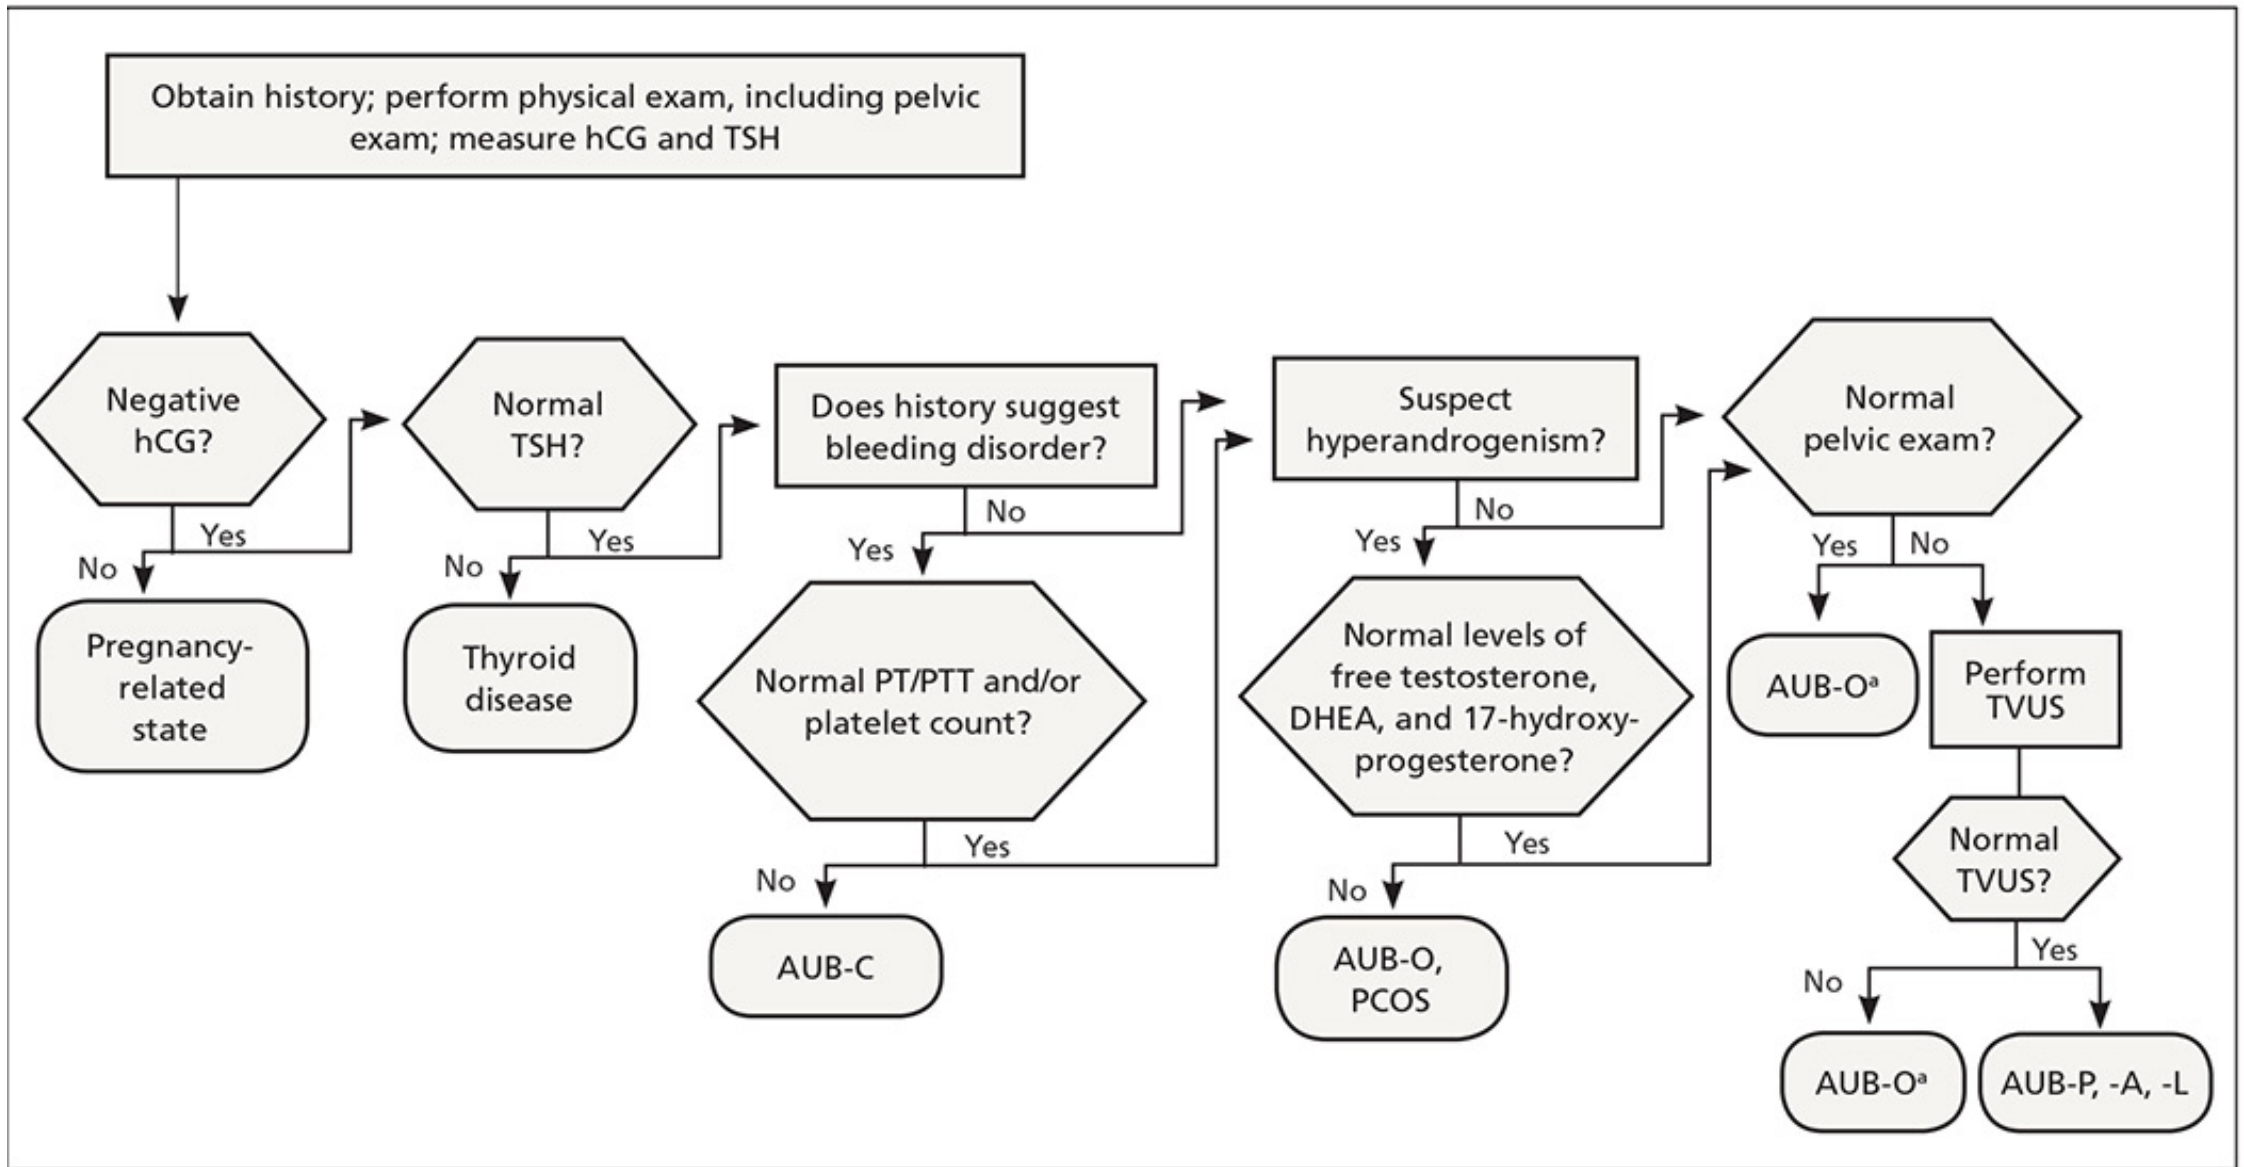 Obtain history; perform physical exam, including pelvic
exam; measure hCG and TSH
Negative
hCG?
Yes
No
Pregnancy-
related
state
Normal
TSH?
Yes
No
Thyroid
disease
Does history suggest
bleeding disorder?
No
Yes
Normal PT/PTT and/or
platelet count?
Yes
No
AUB-C
Suspect
hyperandrogenism?
No
Yes
Normal levels of
free testosterone,
DHEA, and 17-hydroxy-
progesterone?
Yes
No
AUB-O,
PCOS
Normal
pelvic exam?
Yes
No
AUB-Oᵃ
Perform
TVUS
Normal
TVUS?
Yes
No
AUB-Oᵃ
AUB-P, -A, -L